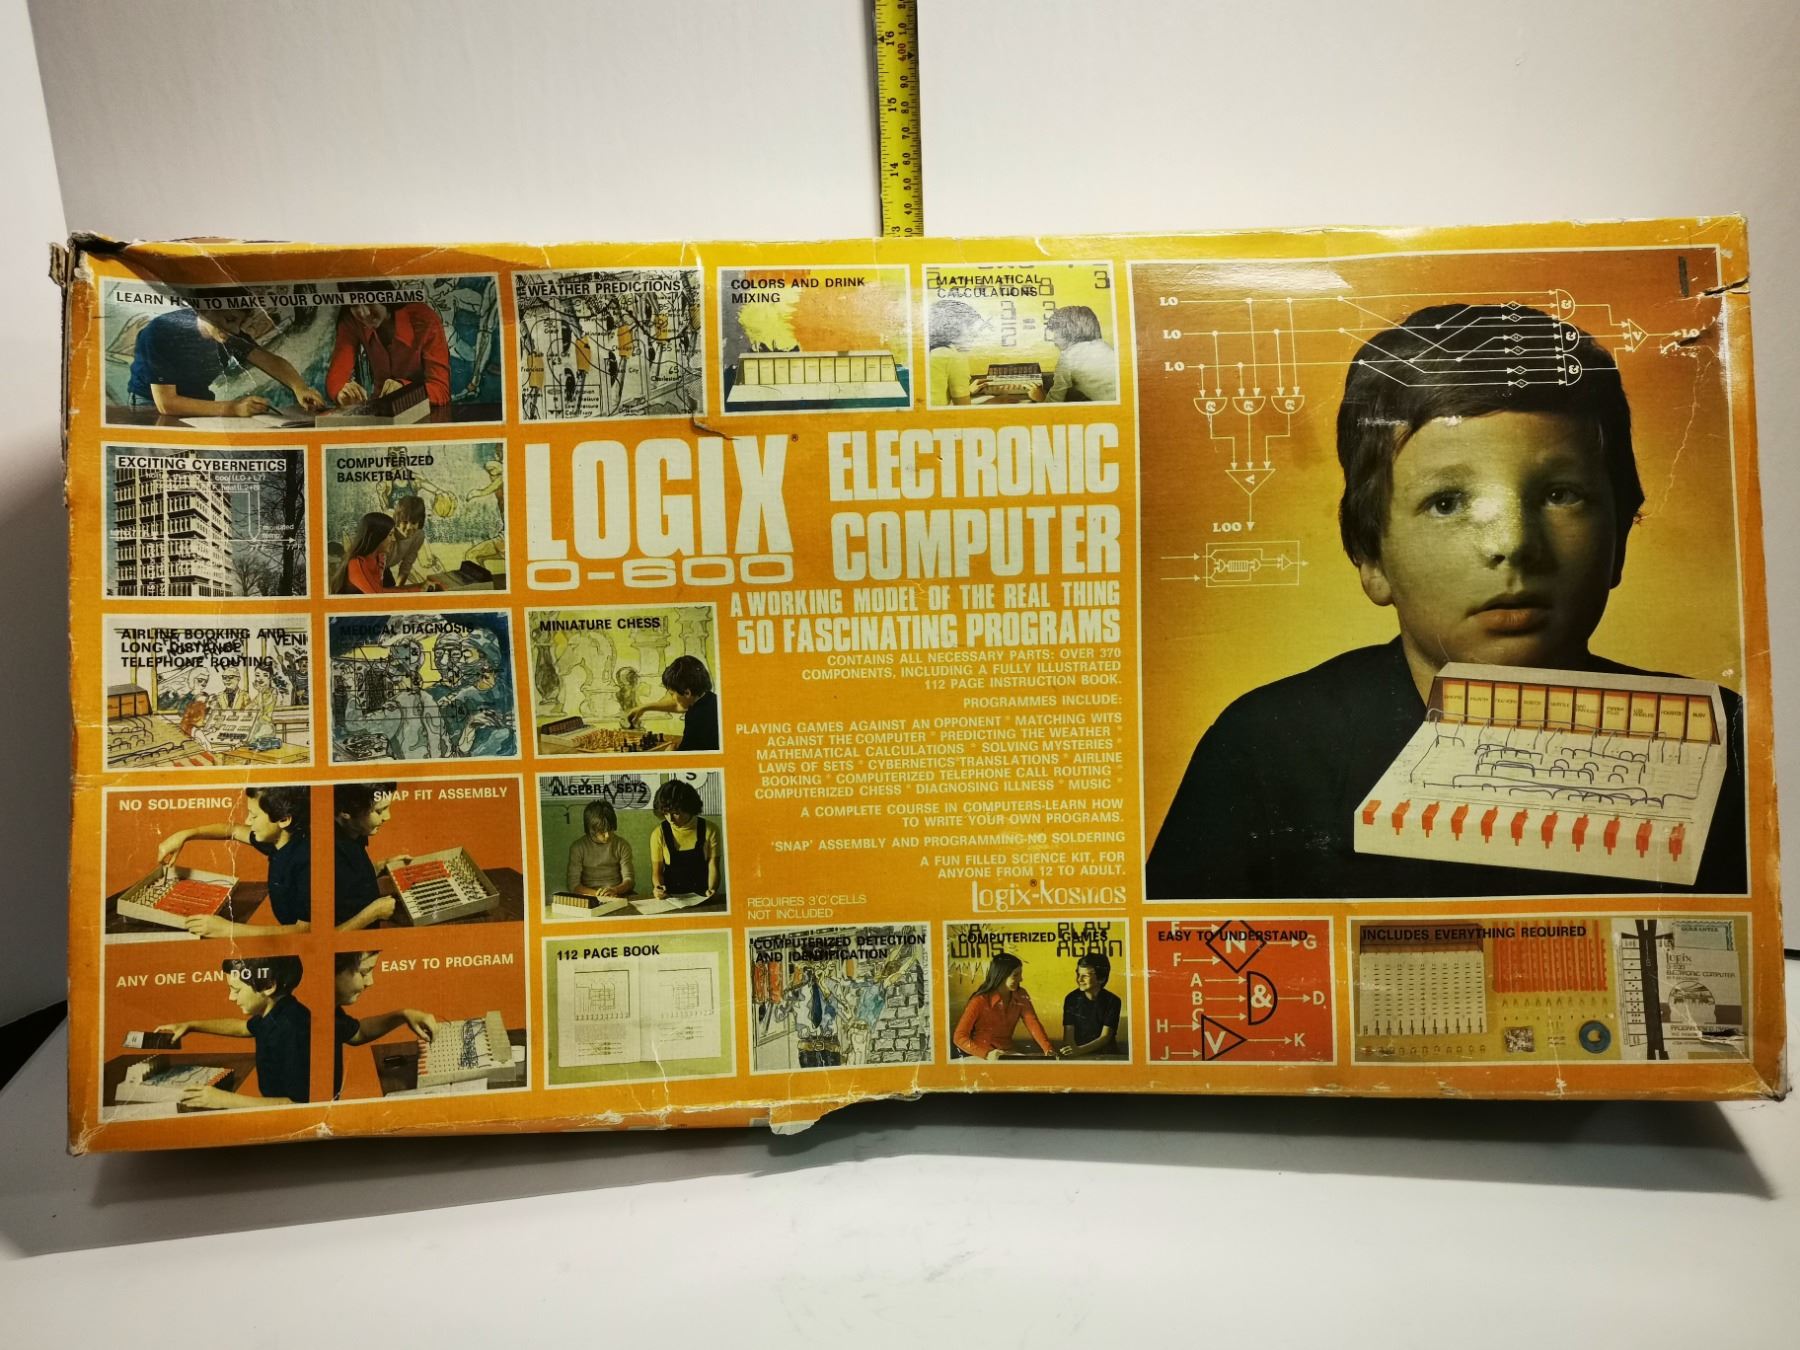 LEARN HOW TO MAKE YOUR OWN PROGRAMS
WEATHER PREDICTIONS
COLORS AND DRINK
MIXING
MATHEMATICAL
CALCULATIONS
EXCITING CYBERNETICS
COMPUTERIZED
BASKETBALL
LOGIX®
0-600
ELECTRONIC
COMPUTER
A WORKING MODEL OF THE REAL THING
50 FASCINATING PROGRAMS
CONTAINS ALL NECESSARY PARTS: OVER 370
COMPONENTS, INCLUDING A FULLY ILLUSTRATED
112 PAGE INSTRUCTION BOOK.
PROGRAMMES INCLUDE:
PLAYING GAMES AGAINST AN OPPONENT * MATCHING WITS
AGAINST THE COMPUTER * PREDICTING THE WEATHER *
MATHEMATICAL CALCULATIONS * SOLVING MYSTERIES *
LAWS OF SETS * CYBERNETICS TRANSLATIONS * AIRLINE
BOOKING * COMPUTERIZED TELEPHONE CALL ROUTING *
COMPUTERIZED CHESS * DIAGNOSING ILLNESS * MUSIC *
A COMPLETE COURSE IN COMPUTERS-LEARN HOW
TO WRITE YOUR OWN PROGRAMS.
'SNAP' ASSEMBLY AND PROGRAMMING-NO SOLDERING
A FUN FILLED SCIENCE KIT, FOR
ANYONE FROM 12 TO ADULT.
logix®-kosmos
REQUIRES 3'C'CELLS
NOT INCLUDED
AIRLINE BOOKING AND
LONG DISTANCE
TELEPHONE ROUTING
MEDICAL DIAGNOSIS
MINIATURE CHESS
NO SOLDERING
SNAP FIT ASSEMBLY
ALGEBRA SETS
ANY ONE CAN DO IT
EASY TO PROGRAM
112 PAGE BOOK
COMPUTERIZED DETECTION
AND IDENTIFICATION
COMPUTERIZED GAMES
PLAY
AGAIN
EASY TO UNDERSTAND
F
N
G
F
A
B
C
&
D
H
J
V
K
INCLUDES EVERYTHING REQUIRED
logix
0-600
ELECTRONIC COMPUTER
LO
LO
LO
LO
& & &
& & &
V
LOO